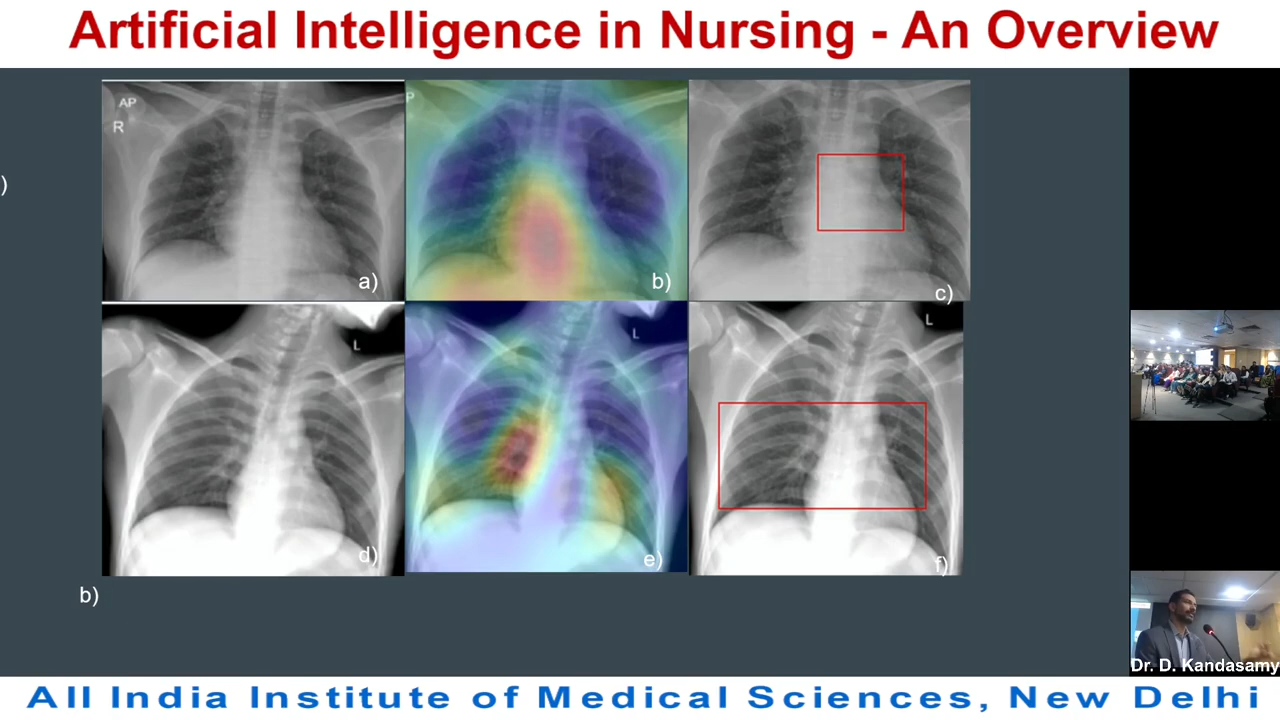 Artificial Intelligence in Nursing - An Overview
AP
R
a)
P
b)
c)
)
L
d)
L
e)
L
f)
b)
Dr. D. Kandasamy
All India Institute of Medical Sciences, New Delhi